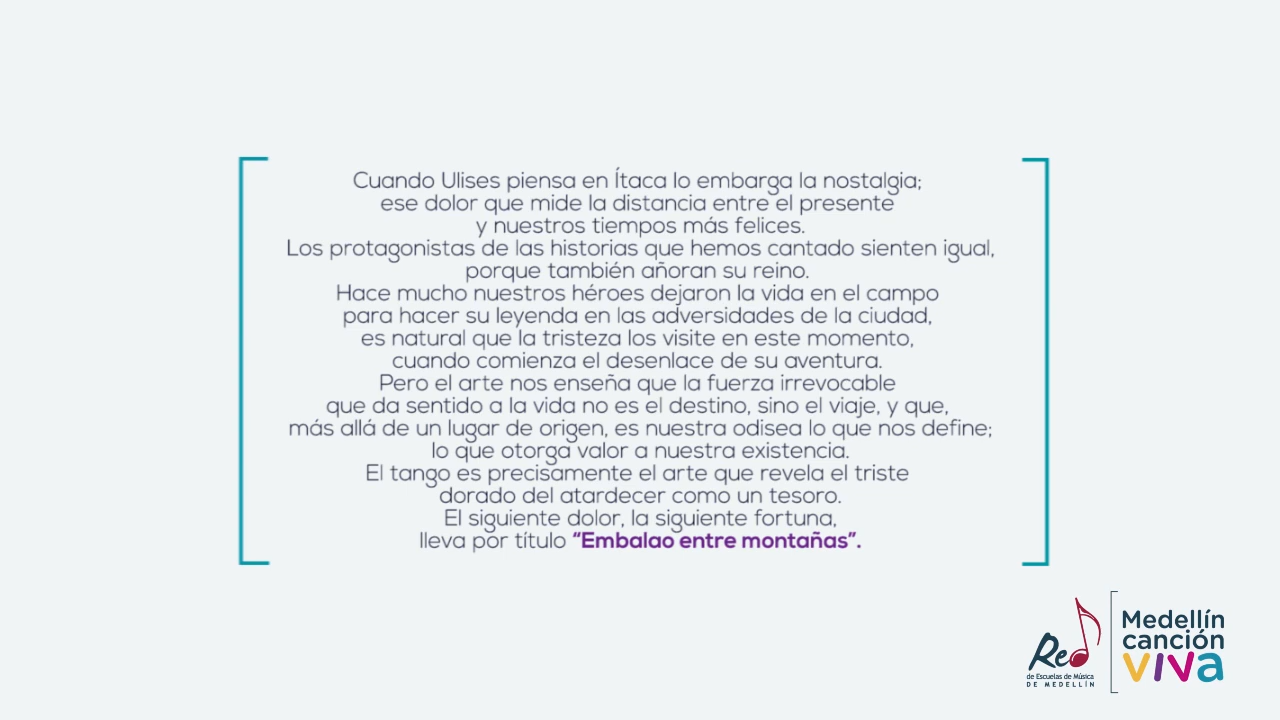 Cuando Ulises piensa en Ítaca lo embarga la nostalgia;
ese dolor que mide la distancia entre el presente
y nuestros tiempos más felices.
Los protagonistas de las historias que hemos cantado sienten igual,
porque también añoran su reino.
Hace mucho nuestros héroes dejaron la vida en el campo
para hacer su leyenda en las adversidades de la ciudad,
es natural que la tristeza los visite en este momento,
cuando comienza el desenlace de su aventura.
Pero el arte nos enseña que la fuerza irrevocable
que da sentido a la vida no es el destino, sino el viaje, y que,
más allá de un lugar de origen, es nuestra odisea lo que nos define;
lo que otorga valor a nuestra existencia.
El tango es precisamente el arte que revela el triste
dorado del atardecer como un tesoro.
El siguiente dolor, la siguiente fortuna,
lleva por título “Embalao entre montañas”.
Red
de Escuelas de Música
DE MEDELLÍN
Medellín
canción
viva